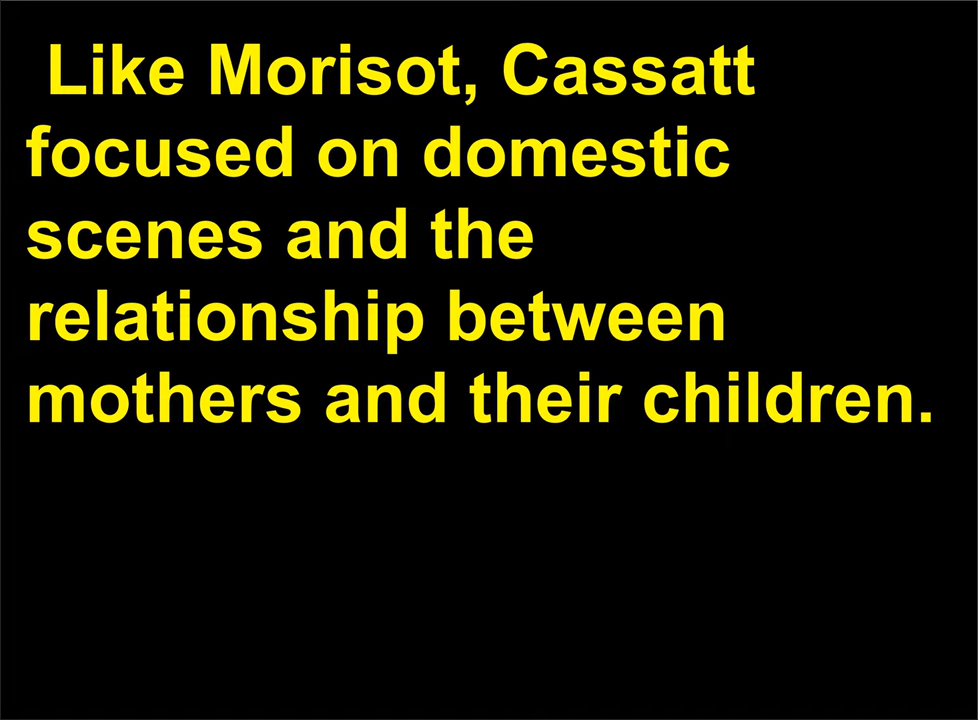 Like Morisot, Cassatt
focused on domestic
scenes and the
relationship between
mothers and their children.